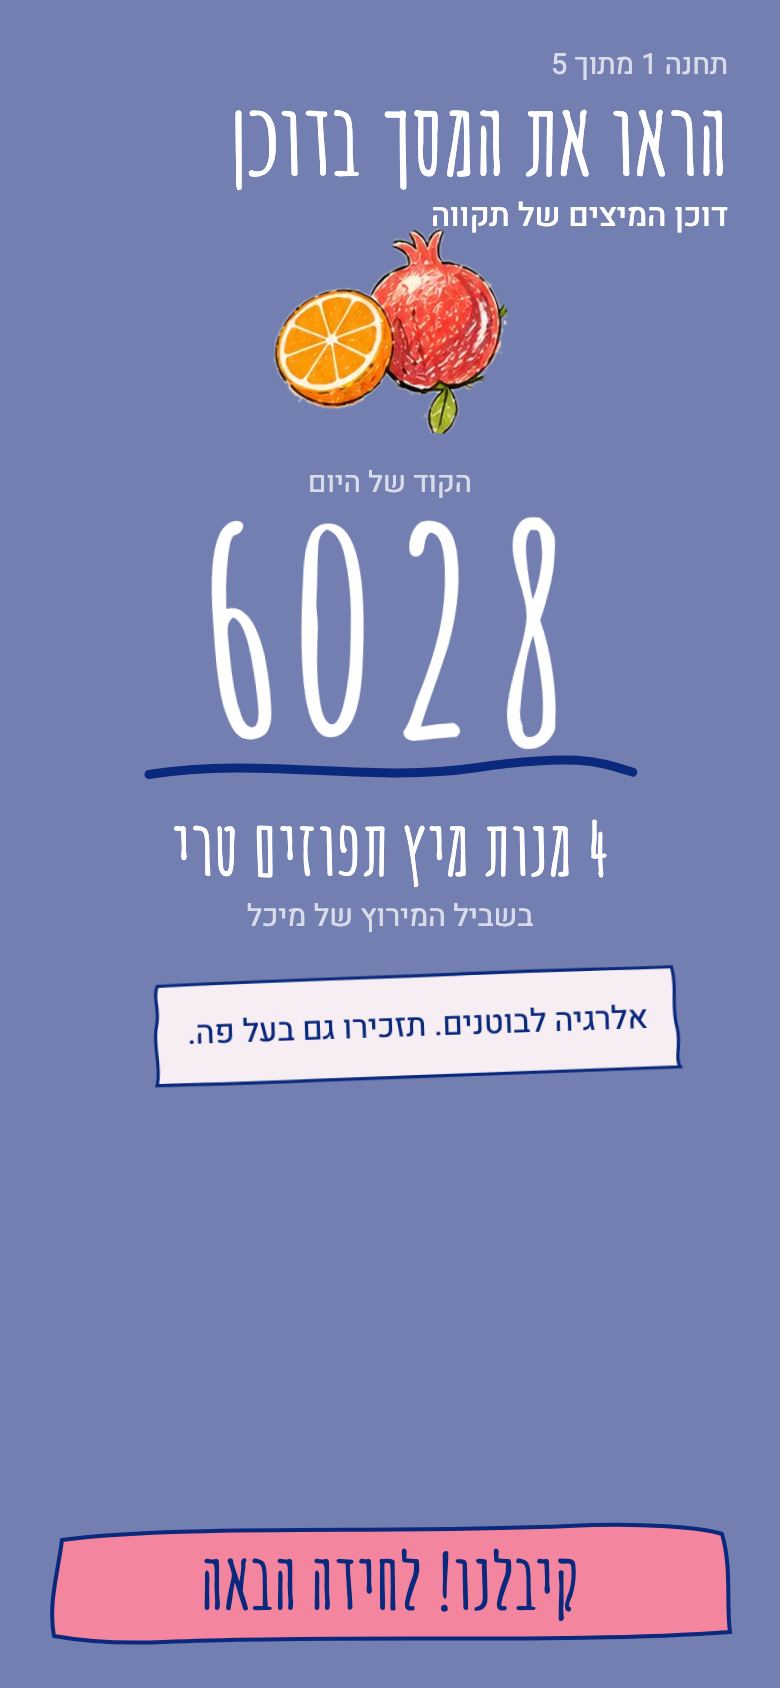 תחנה 1 מתוך 5
הראו את המסך בדוכן
דוכן המיצים של תקווה
הקוד של היום
6028
4 מנות מיץ תפוזים טרי
בשביל המירוץ של מיכל
אלרגיה לבוטנים. תזכירו גם בעל פה.
קיבלנו! לחידה הבאה